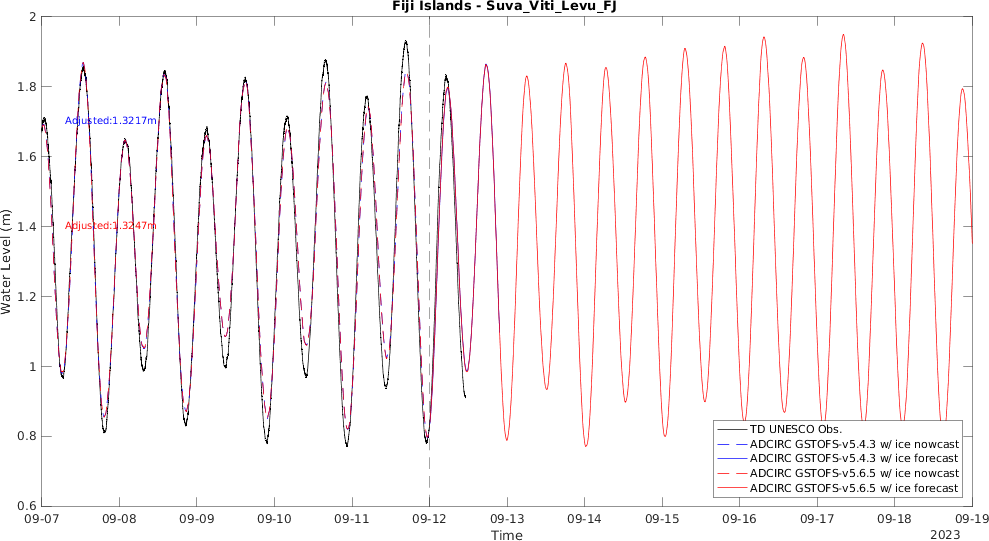 Fiji Islands - Suva_Viti_Levu_FJ
2
1.8
1.6
1.4
1.2
1
0.8
0.6
Water Level (m)
Adjusted:1.3217m
Adjusted:1.3247m
TD UNESCO Obs.
ADCIRC GSTOFS-v5.4.3 w/ ice nowcast
ADCIRC GSTOFS-v5.4.3 w/ ice forecast
ADCIRC GSTOFS-v5.6.5 w/ ice nowcast
ADCIRC GSTOFS-v5.6.5 w/ ice forecast
09-07 09-08 09-09 09-10 09-11 09-12 09-13 09-14 09-15 09-16 09-17 09-18 09-19
Time
2023